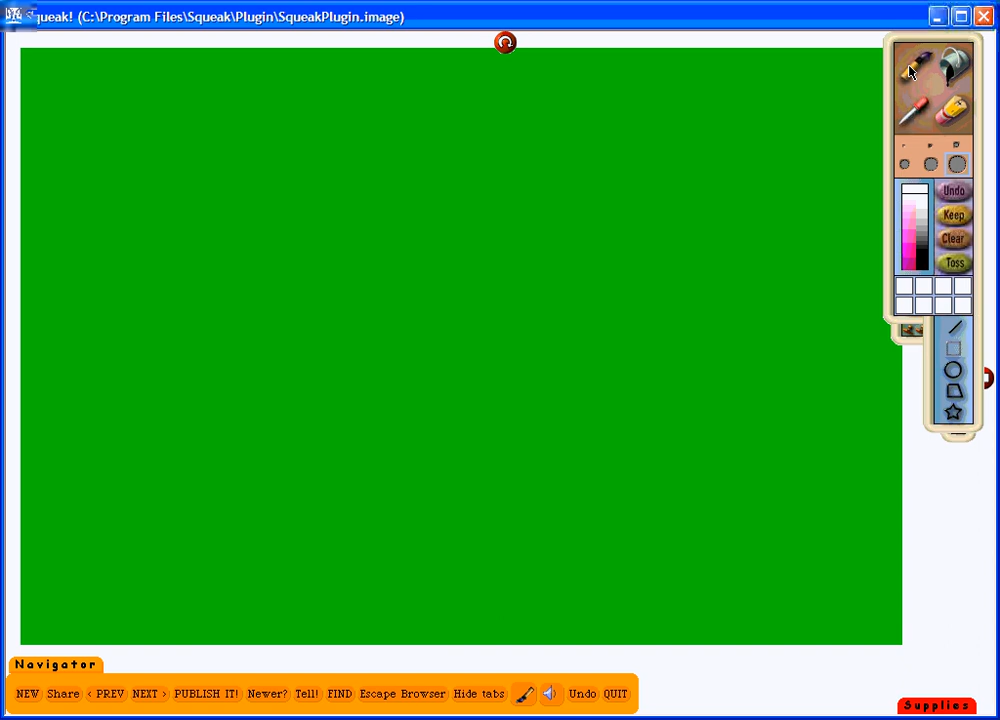 queak! (C:\Program Files\Squeak\Plugin\SqueakPlugin.image)
Undo
Keep
Clear
Toss
Navigator
NEW Share < PREV NEXT > PUBLISH IT! Newer? Tell! FIND Escape Browser Hide tabs Undo QUIT
Supplies